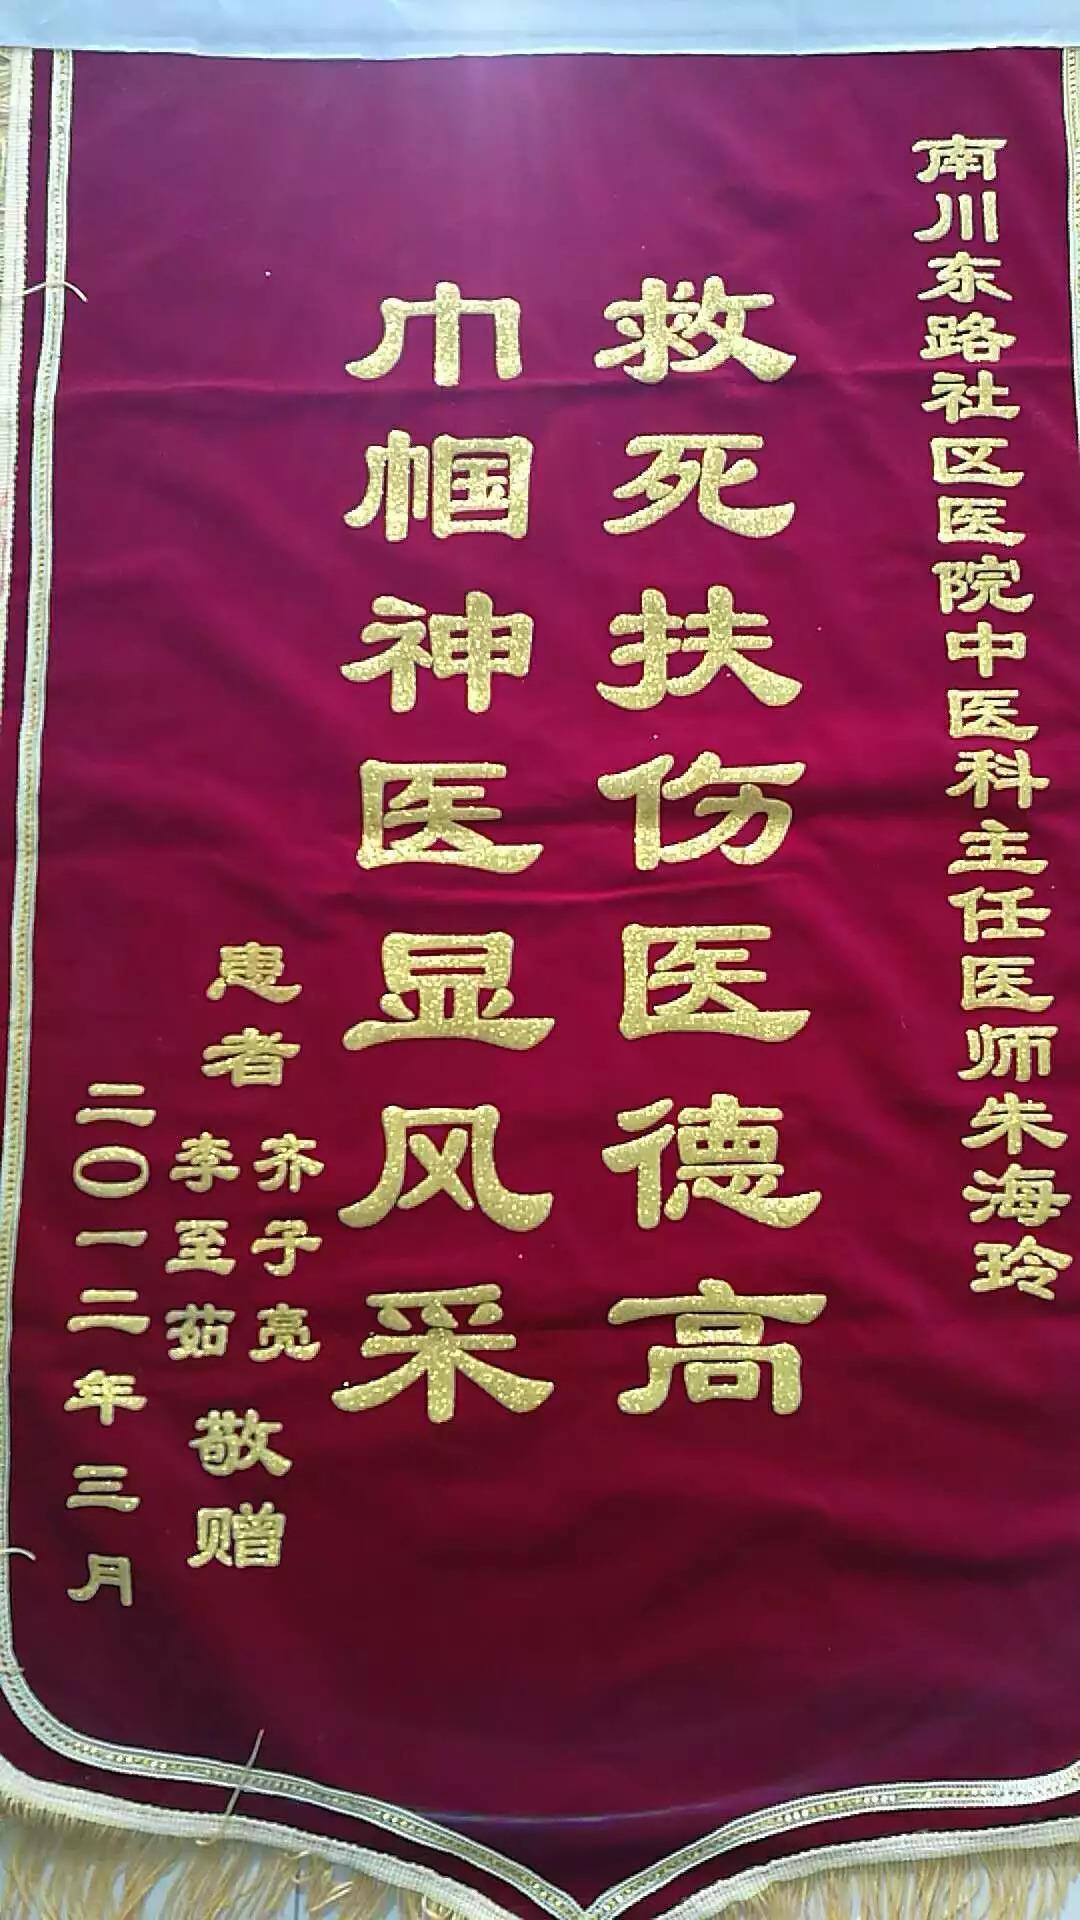 南川东路社区医院中医科主任医师朱海玲
救死扶伤医德高
巾帼神医显风采
患者
齐子亮
李至茹
敬赠
二〇一二年三月